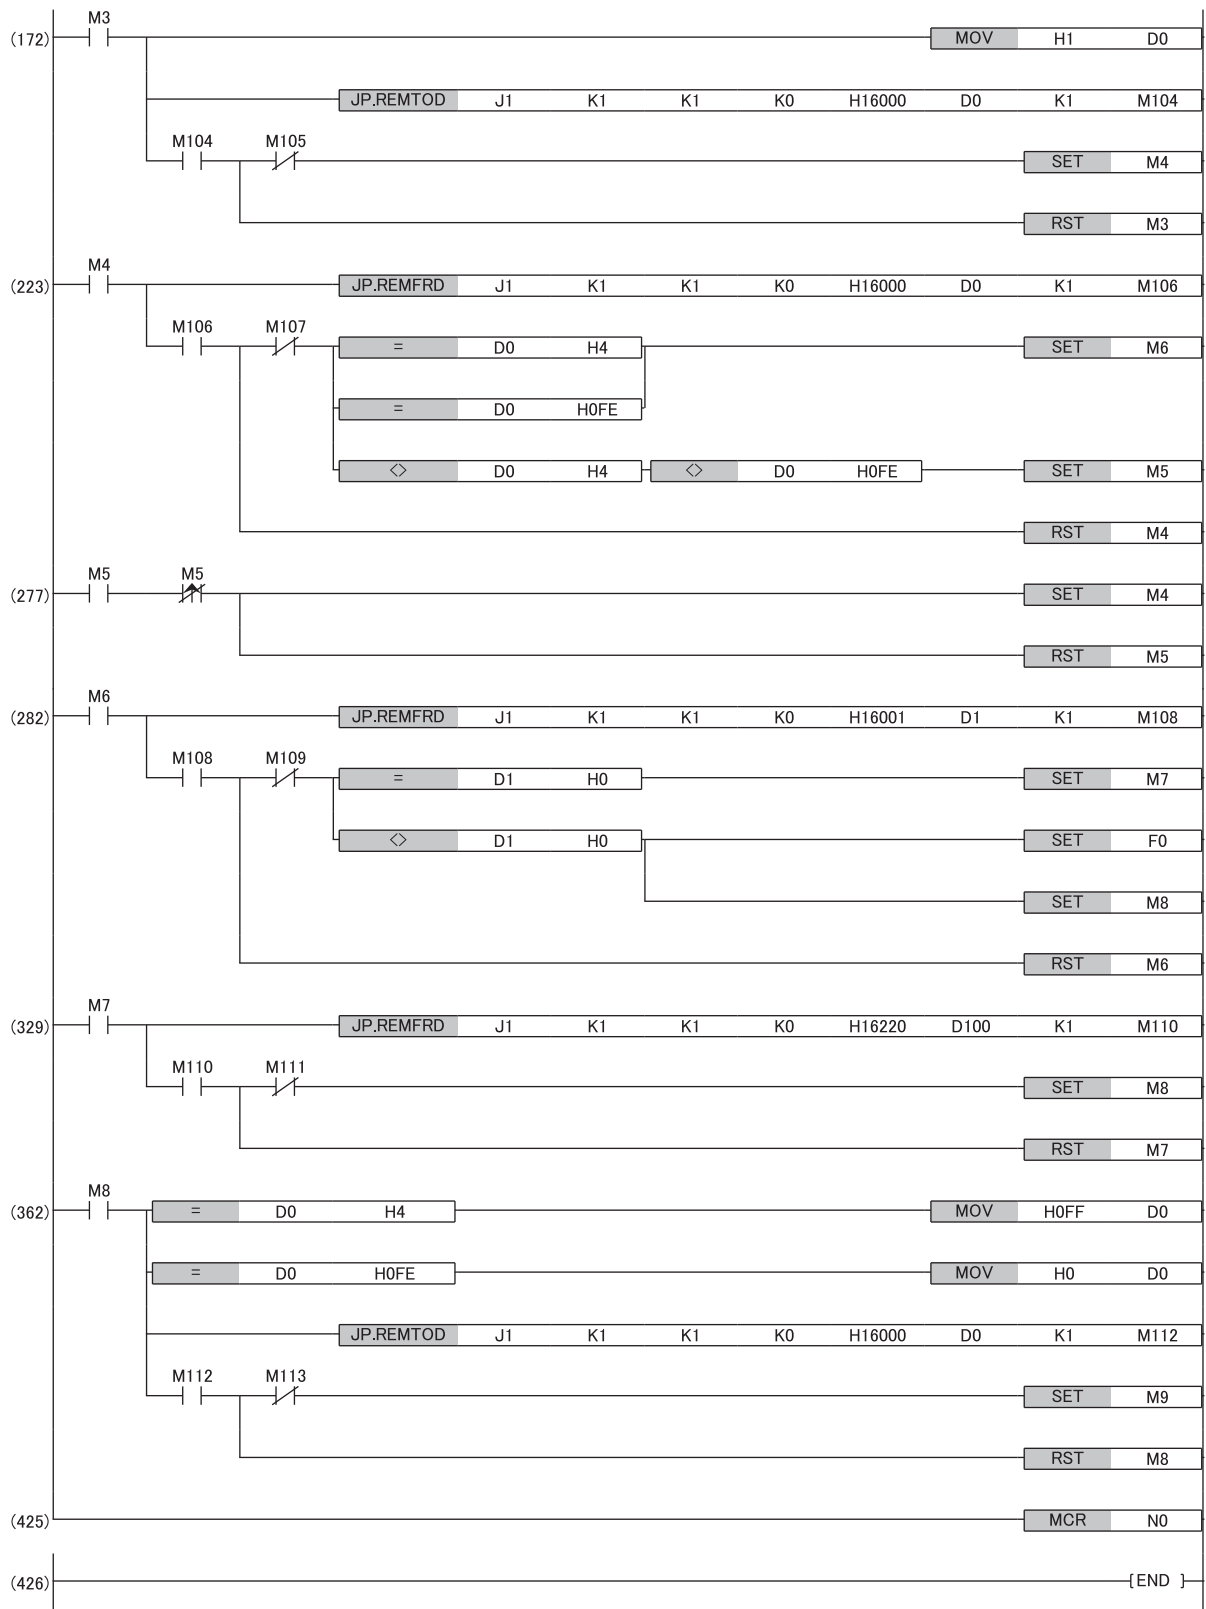 M3
(172) MOV H1 D0
JP.REMTOD J1 K1 K1 K0 H16000 D0 K1 M104
M104 M105
SET M4
RST M3
M4
(223) JP.REMFRD J1 K1 K1 K0 H16000 D0 K1 M106
M106 M107
= D0 H4 SET M6
= D0 H0FE
<> D0 H4 <> D0 H0FE SET M5
RST M4
M5 M5
(277) SET M4
RST M5
M6
(282) JP.REMFRD J1 K1 K1 K0 H16001 D1 K1 M108
M108 M109
= D1 H0 SET M7
<> D1 H0 SET F0
SET M8
RST M6
M7
(329) JP.REMFRD J1 K1 K1 K0 H16220 D100 K1 M110
M110 M111
SET M8
RST M7
M8
(362) = D0 H4 MOV H0FF D0
= D0 H0FE MOV H0 D0
JP.REMTOD J1 K1 K1 K0 H16000 D0 K1 M112
M112 M113
SET M9
RST M8
(425) MCR N0
(426) [END ]